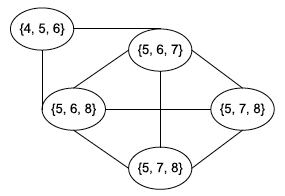 {4, 5, 6}
{5, 6, 7}
{5, 6, 8}
{5, 7, 8}
{5, 7, 8}